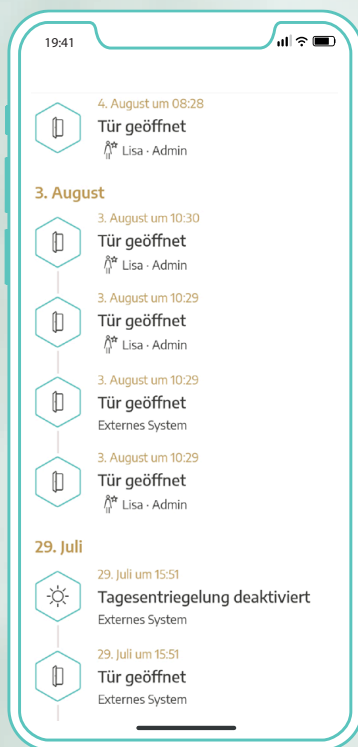 19:41
4. August um 08:28
Tür geöffnet
Lisa · Admin
3. August
3. August um 10:30
Tür geöffnet
Lisa · Admin
3. August um 10:29
Tür geöffnet
Lisa · Admin
3. August um 10:29
Tür geöffnet
Externes System
3. August um 10:29
Tür geöffnet
Lisa · Admin
29. Juli
29. Juli um 15:51
Tagesentriegelung deaktiviert
Externes System
29. Juli um 15:51
Tür geöffnet
Externes System